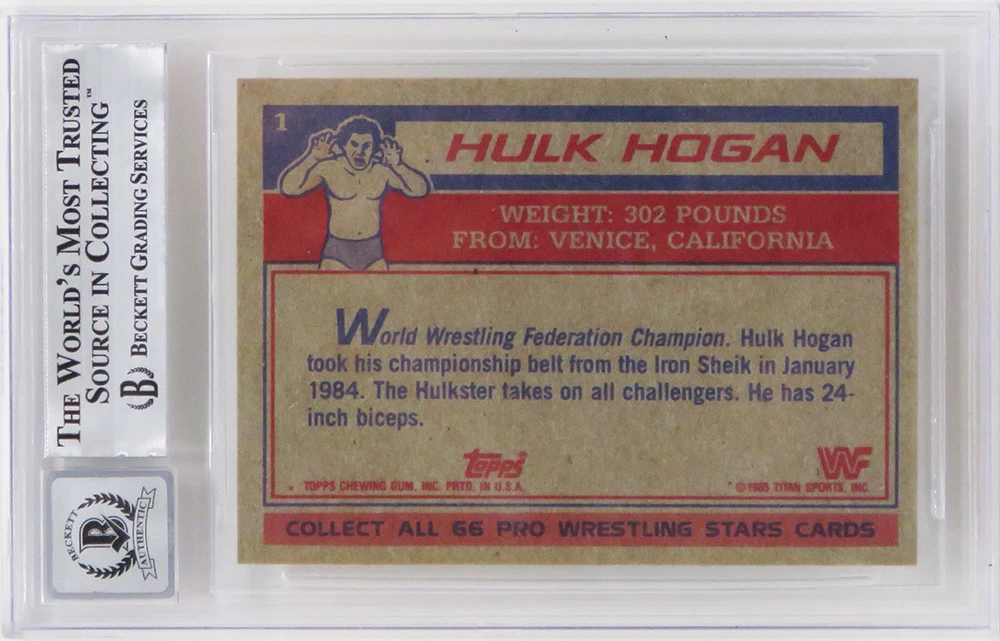 THE WORLD'S MOST TRUSTED
SOURCE IN COLLECTING™
B BECKETT GRADING SERVICES
BECKETT
B
AUTHENTIC
1
HULK HOGAN
WEIGHT: 302 POUNDS
FROM: VENICE, CALIFORNIA
World Wrestling Federation Champion. Hulk Hogan
took his championship belt from the Iron Sheik in January
1984. The Hulkster takes on all challengers. He has 24-
inch biceps.
topps®
WF
* TOPPS CHEWING GUM, INC. PRTD. IN U.S.A.
©1985 TITAN SPORTS, INC.
COLLECT ALL 66 PRO WRESTLING STARS CARDS